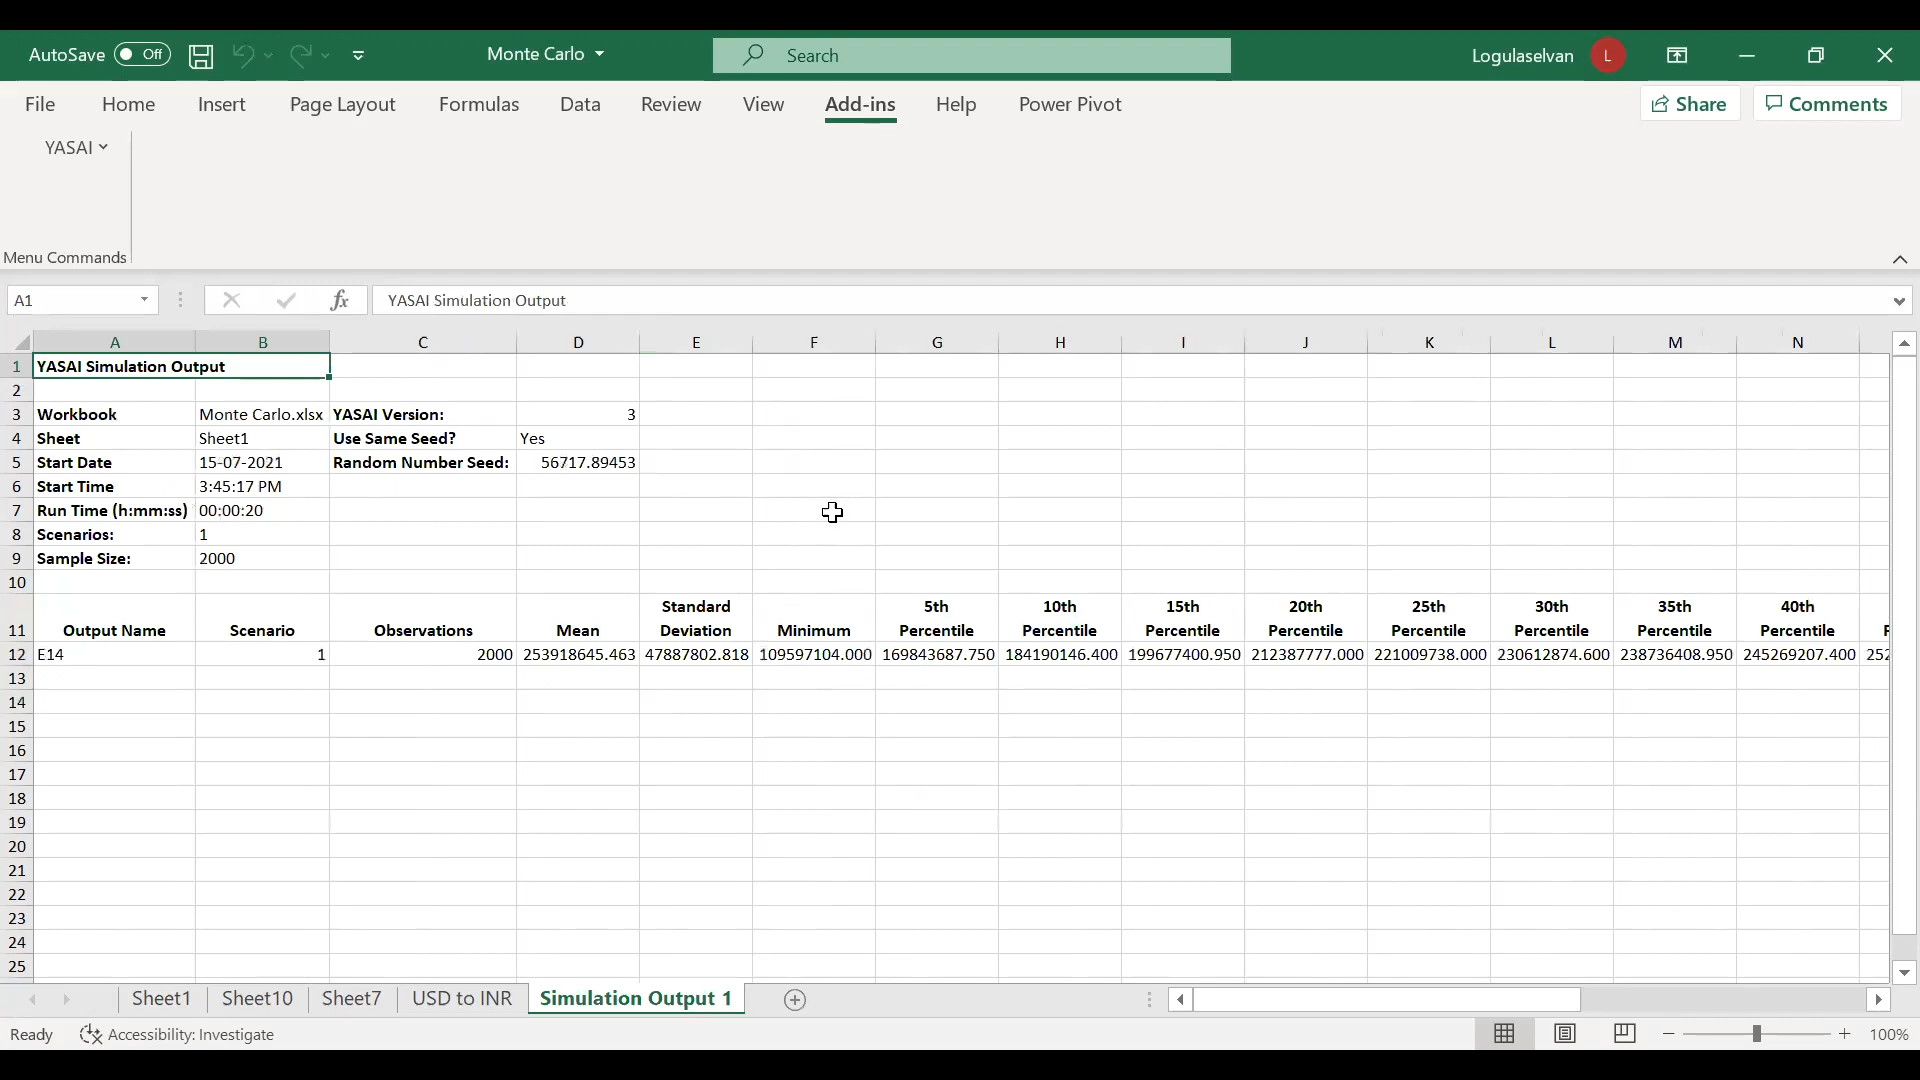 AutoSave Off Monte Carlo Search Logulaselvan L
File Home Insert Page Layout Formulas Data Review View Add-ins Help Power Pivot Share Comments
YASAI
Menu Commands
A1 fx YASAI Simulation Output
A B C D E F G H I J K L M N
1 YASAI Simulation Output
2
3 Workbook Monte Carlo.xlsx YASAI Version: 3
4 Sheet Sheet1 Use Same Seed? Yes
5 Start Date 15-07-2021 Random Number Seed: 56717.89453
6 Start Time 3:45:17 PM
7 Run Time (h:mm:ss) 00:00:20
8 Scenarios: 1
9 Sample Size: 2000
10
Standard 5th 10th 15th 20th 25th 30th 35th 40th
11 Output Name Scenario Observations Mean Deviation Minimum Percentile Percentile Percentile Percentile Percentile Percentile Percentile Percentile
12 E14 1 2000 253918645.463 47887802.818 109597104.000 169843687.750 184190146.400 199677400.950 212387777.000 221009738.000 230612874.600 238736408.950 245269207.400 252
13
14
15
16
17
18
19
20
21
22
23
24
25
Sheet1 Sheet10 Sheet7 USD to INR Simulation Output 1
Ready Accessibility: Investigate 100%